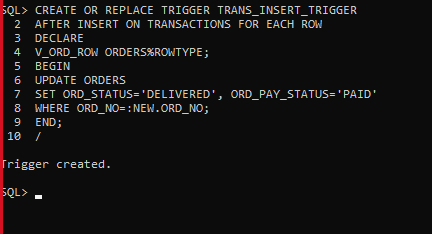 SQL> CREATE OR REPLACE TRIGGER TRANS_INSERT_TRIGGER
2 AFTER INSERT ON TRANSACTIONS FOR EACH ROW
3 DECLARE
4 V_ORD_ROW ORDERS%ROWTYPE;
5 BEGIN
6 UPDATE ORDERS
7 SET ORD_STATUS='DELIVERED', ORD_PAY_STATUS='PAID'
8 WHERE ORD_NO=:NEW.ORD_NO;
9 END;
10 /
Trigger created.
SQL>